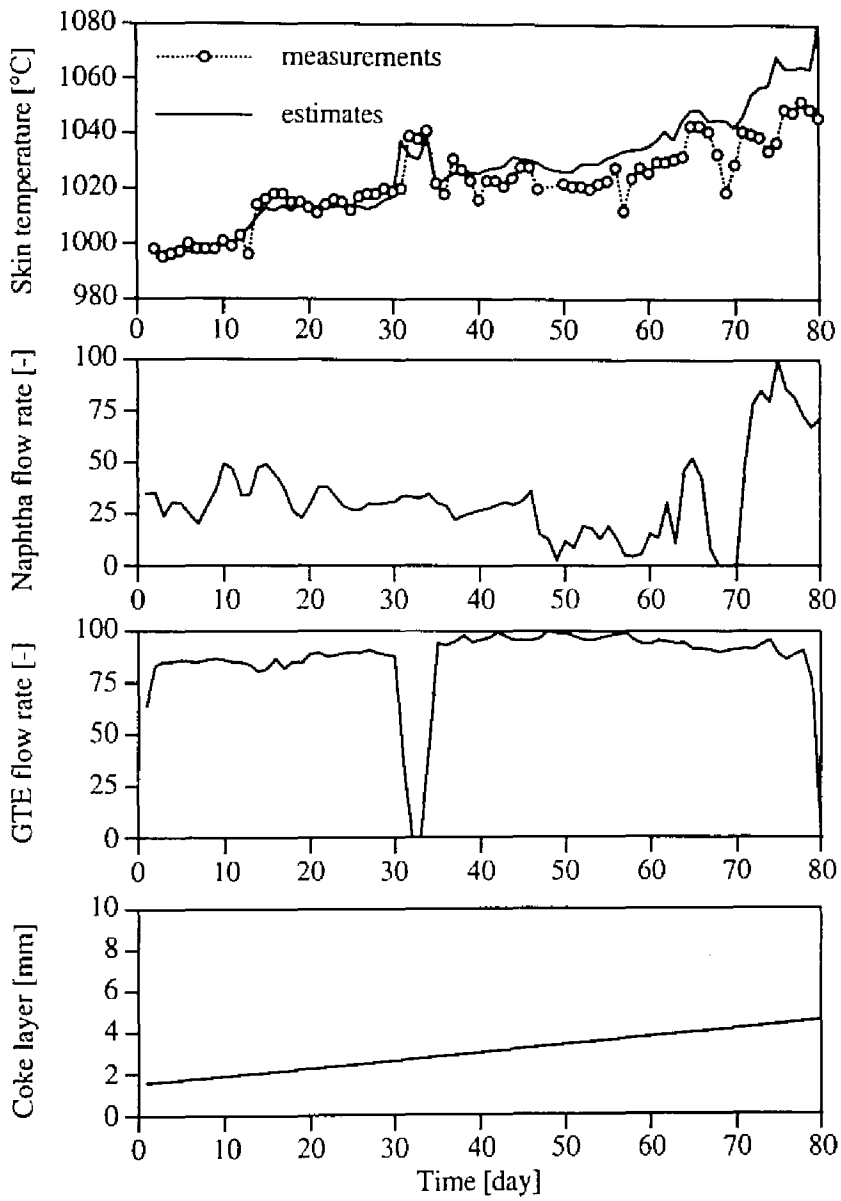 Skin temperature [°C]
1080
1060
1040
1020
1000
980
measurements
estimates
0 10 20 30 40 50 60 70 80
Naphtha flow rate [-]
100
75
50
25
0
0 10 20 30 40 50 60 70 80
GTE flow rate [-]
100
75
50
25
0
0 10 20 30 40 50 60 70 80
Coke layer [mm]
10
8
6
4
2
0
0 10 20 30 40 50 60 70 80
Time [day]